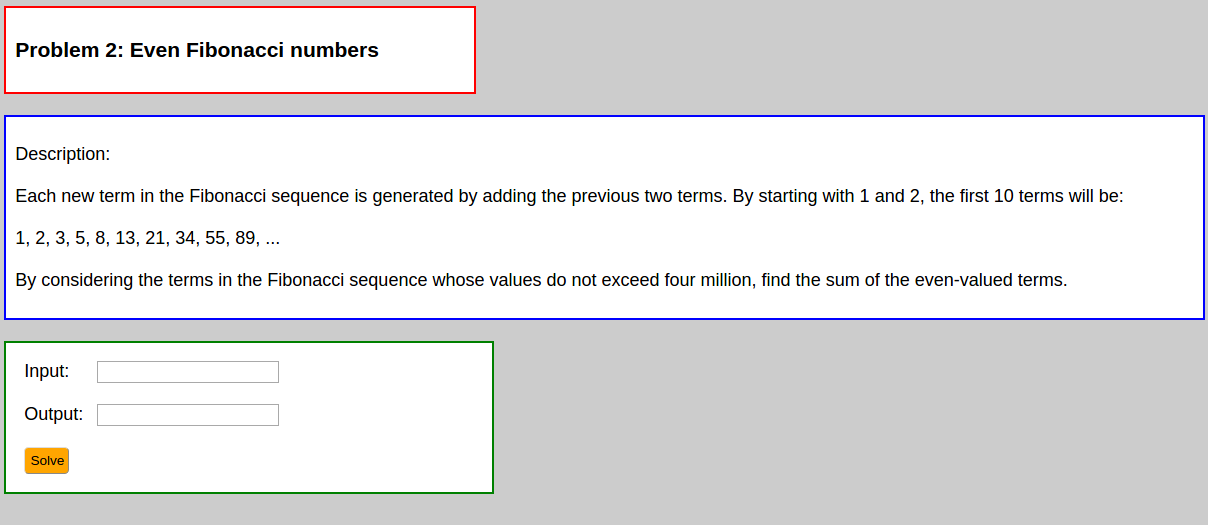 Problem 2: Even Fibonacci numbers
Description:
Each new term in the Fibonacci sequence is generated by adding the previous two terms. By starting with 1 and 2, the first 10 terms will be:
1, 2, 3, 5, 8, 13, 21, 34, 55, 89, ...
By considering the terms in the Fibonacci sequence whose values do not exceed four million, find the sum of the even-valued terms.
Input:
Output:
Solve